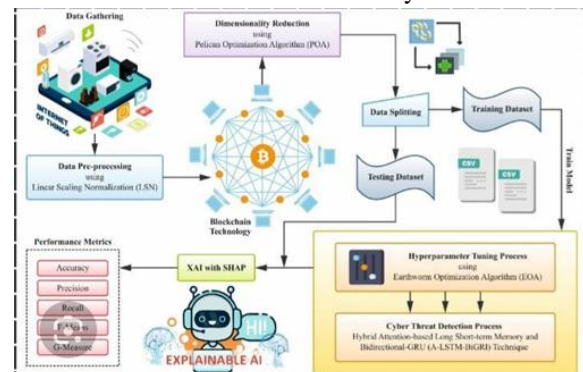 Data Gathering
INTERNET
OF THINGS
Data Pre-processing
using
Linear Scaling Normalization (LSN)
Dimensionality Reduction
using
Pelican Optimization Algorithm (POA)
Blockchain
Technology
Data Splitting
Training Dataset
Testing Dataset
CSV
CSV
Train Model
Hyperparameter Tuning Process
using
Earthworm Optimization Algorithm (EOA)
Cyber Threat Detection Process
Hybrid Attention-based Long Short-term Memory and
Bidirectional-GRU (A-LSTM-BiGRU) Technique
XAI with SHAP
HI!
EXPLAINABLE AI
Performance Metrics
Accuracy
Precision
Recall
G-Measure